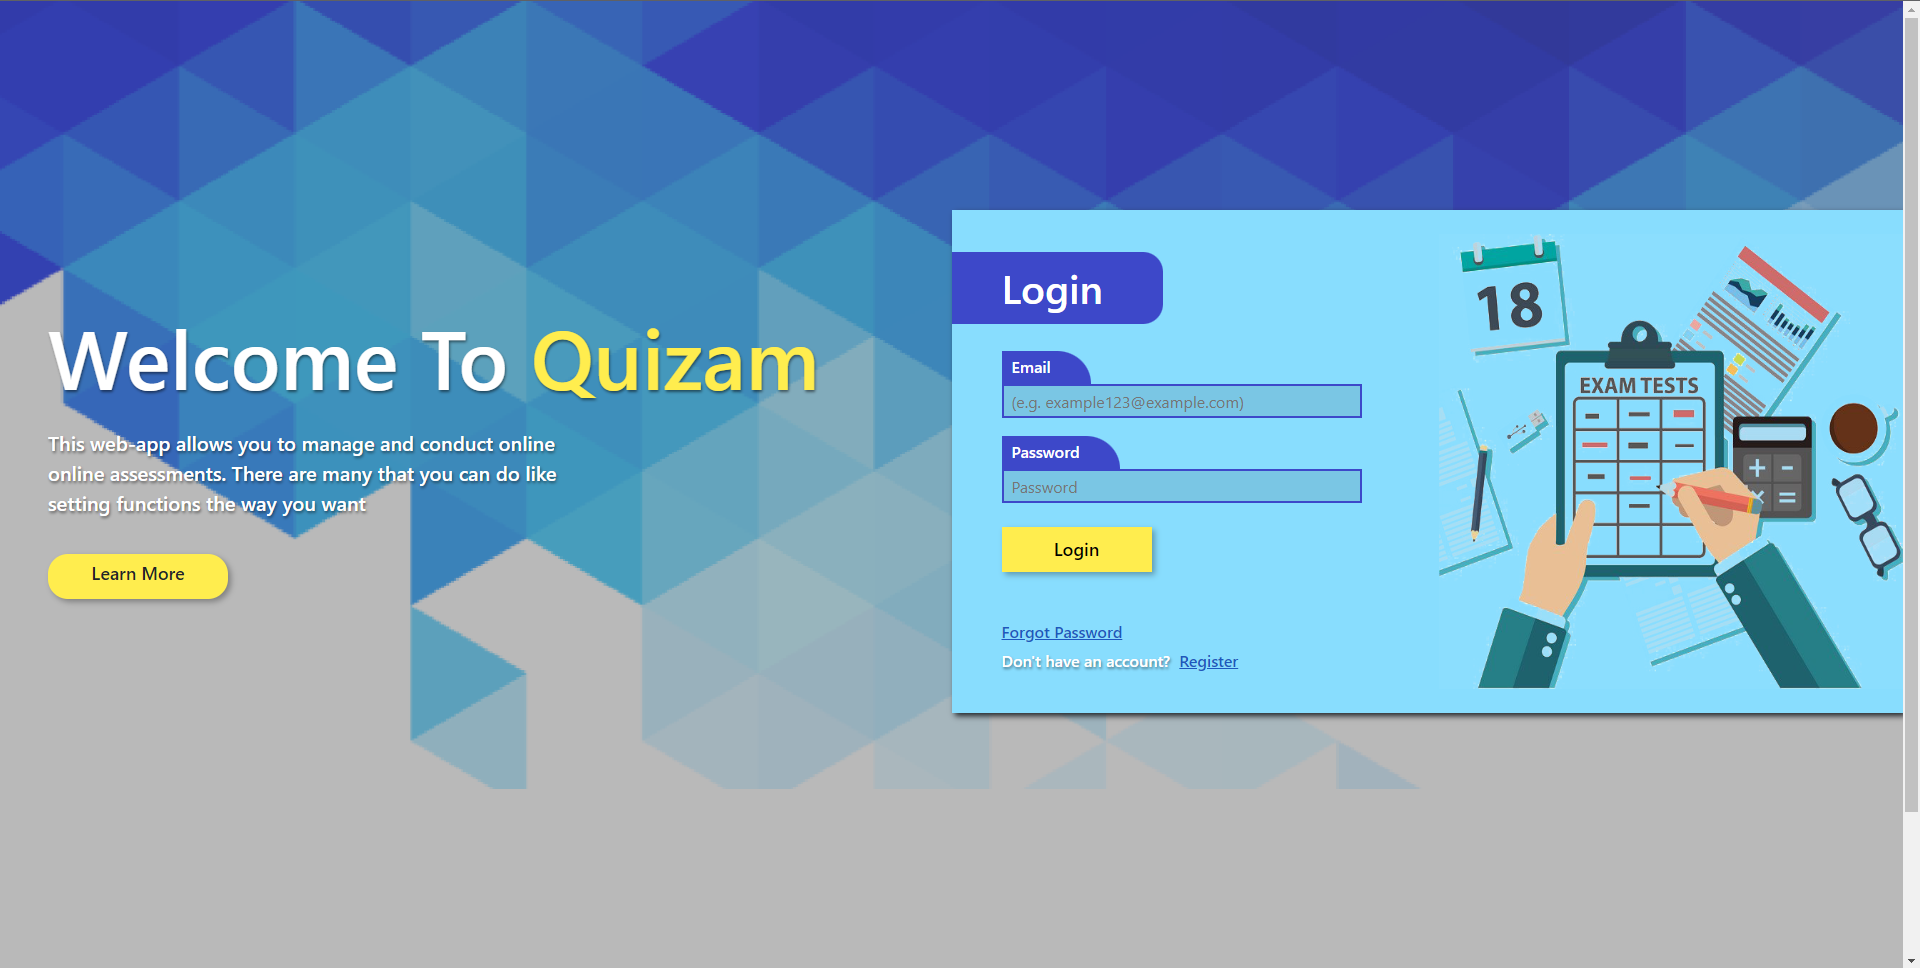 Welcome To Quizam
This web-app allows you to manage and conduct online
online assessments. There are many that you can do like
setting functions the way you want
Learn More
Login
Email
(e.g. example123@example.com)
Password
Password
Login
Forgot Password
Don't have an account? Register
18
EXAM TESTS